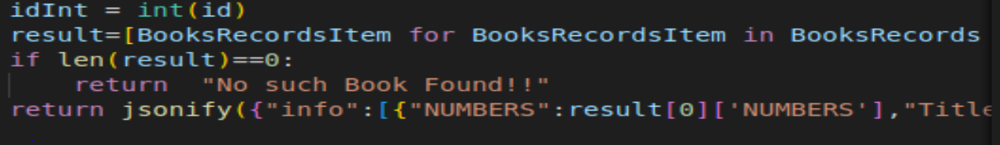 idInt = int(id)
result=[BooksRecordsItem for BooksRecordsItem in BooksRecords
if len(result)==0:
    return  "No such Book Found!!"
return jsonify({"info":[{"NUMBERS":result[0]['NUMBERS'],"Title